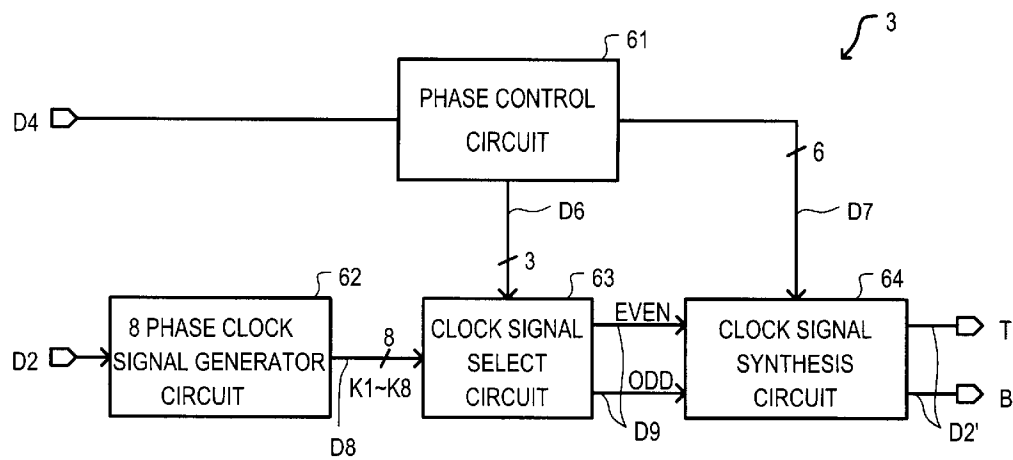 3
61
PHASE CONTROL
CIRCUIT
D4
6
D6
D7
3
62
63
64
8 PHASE CLOCK
SIGNAL GENERATOR
CIRCUIT
D2
8
K1~K8
D8
CLOCK SIGNAL
SELECT
CIRCUIT
EVEN
ODD
D9
CLOCK SIGNAL
SYNTHESIS
CIRCUIT
T
B
D2'